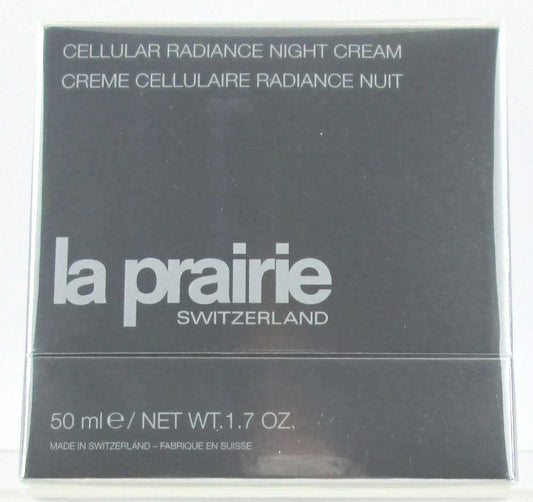 CELLULAR RADIANCE NIGHT CREAM
CREME CELLULAIRE RADIANCE NUIT
la prairie
SWITZERLAND
50 ml e / NET WT. 1.7 OZ.
MADE IN SWITZERLAND – FABRIQUE EN SUISSE